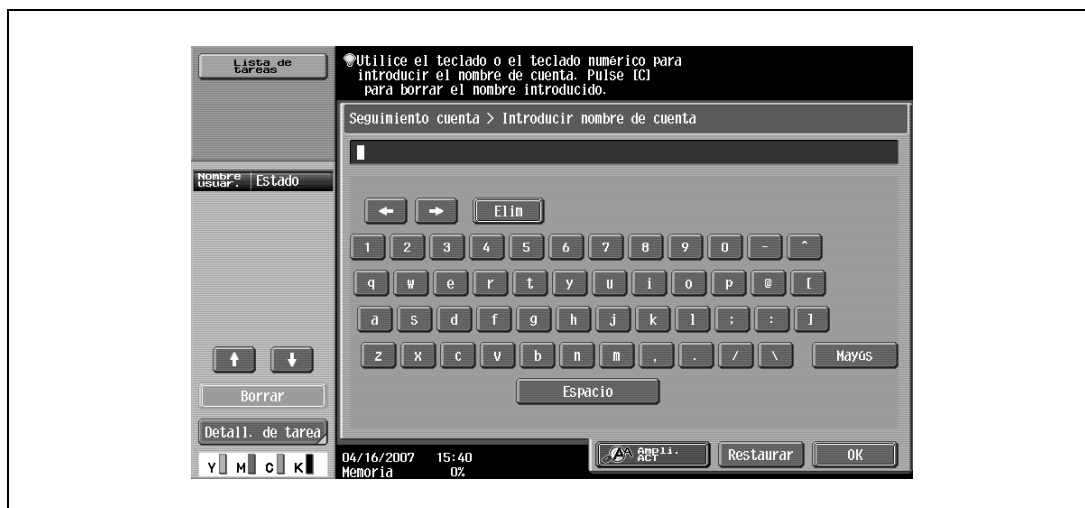 Lista de
tareas
Utilice el teclado o el teclado numérico para
introducir el nombre de cuenta. Pulse [C]
para borrar el nombre introducido.
Seguimiento cuenta > Introducir nombre de cuenta
Nombre
usuar. Estado
Elim
1 2 3 4 5 6 7 8 9 0 - ^
q w e r t y u i o p @ [
a s d f g h j k l ; : ]
z x c v b n m , . / \ Mayús
Espacio
Borrar
Detall. de tarea
Y M C K
04/16/2007 15:40
Memoria 0%
Ampli.
ACT
Restaurar
OK